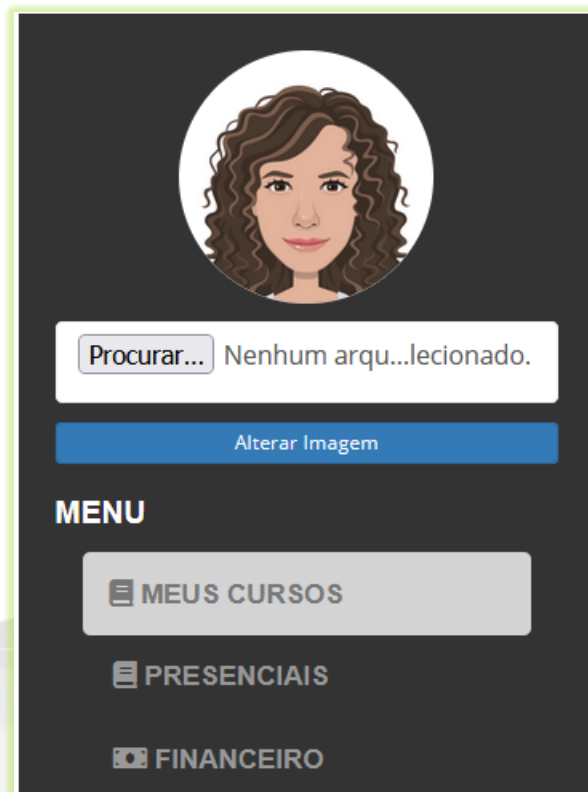 Procurar... Nenhum arqu...lecionado.
Alterar Imagem
MENU
MEUS CURSOS
PRESENCIAIS
FINANCEIRO